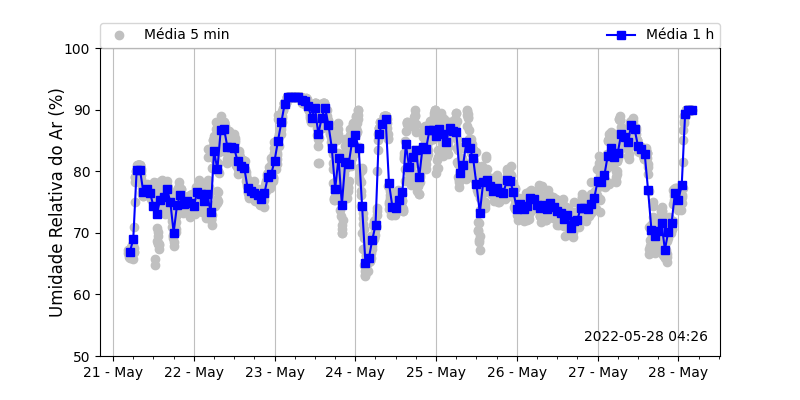 Média 5 min
Média 1 h
100
90
80
70
60
50
Umidade Relativa do Ar (%)
2022-05-28 04:26
21 - May
22 - May
23 - May
24 - May
25 - May
26 - May
27 - May
28 - May